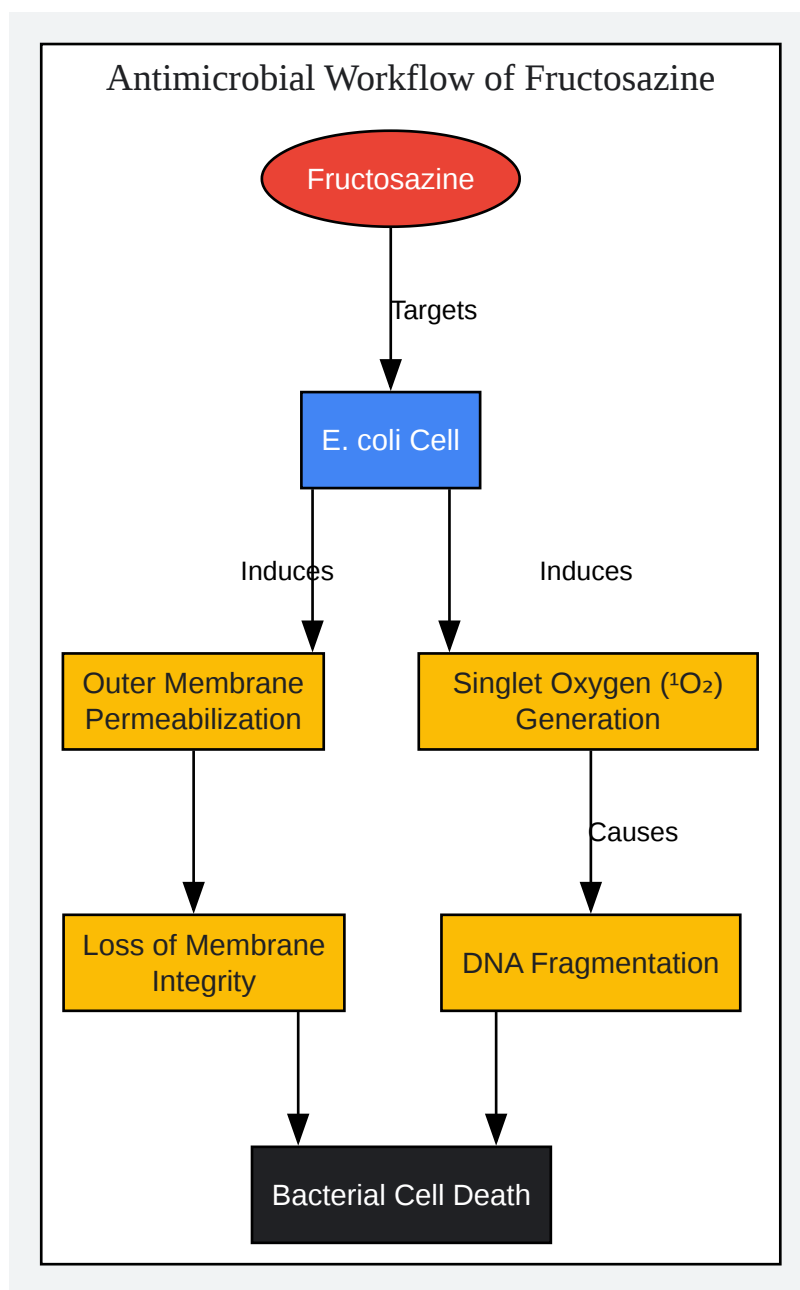 Antimicrobial Workflow of Fructosazine
Fructosazine
Targets
E. coli Cell
Induces
Induces
Outer Membrane
Permeabilization
Singlet Oxygen (¹O₂)
Generation
Causes
Loss of Membrane
Integrity
DNA Fragmentation
Bacterial Cell Death